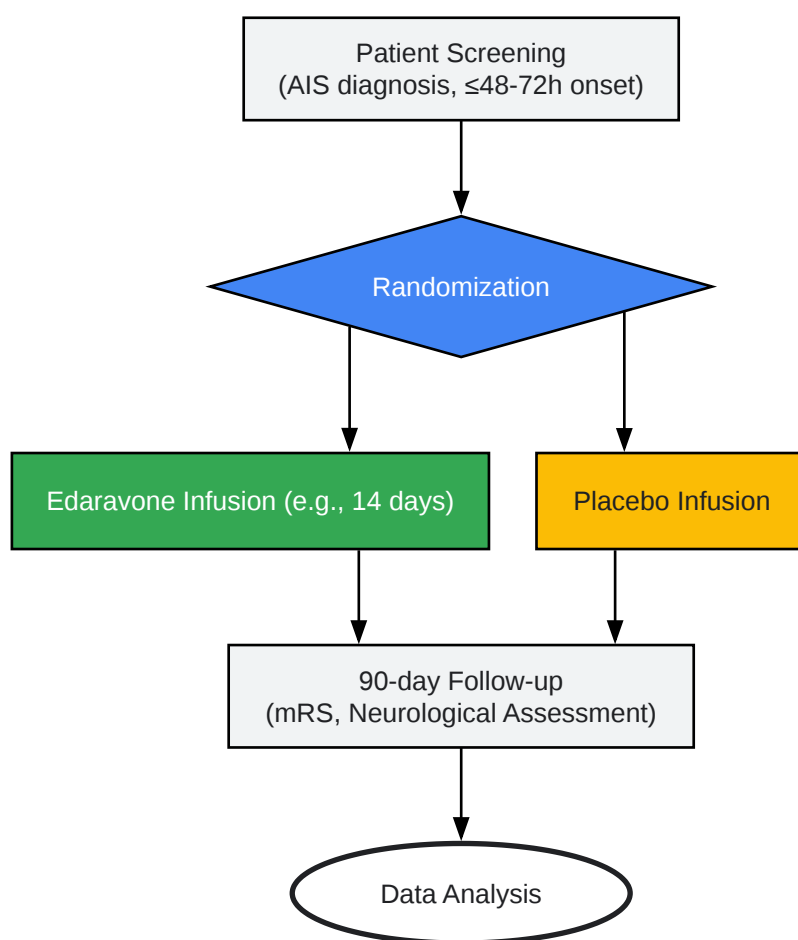 Patient Screening
(AIS diagnosis, ≤48-72h onset)
Randomization
Edaravone Infusion (e.g., 14 days)
Placebo Infusion
90-day Follow-up
(mRS, Neurological Assessment)
Data Analysis